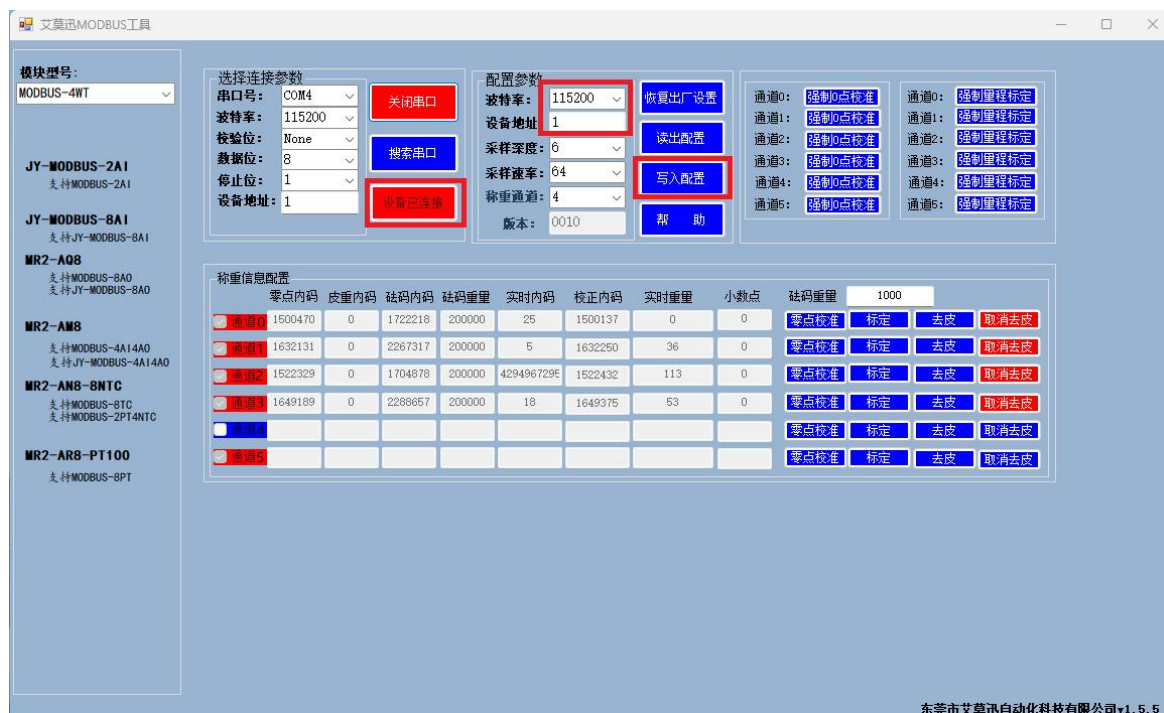 艾莫迅MODBUS工具
模块型号:
MODBUS-4WT
JY-MODBUS-2AI
支持MODBUS-2AI
JY-MODBUS-8AI
支持JY-MODBUS-8AI
MR2-AQ8
支持MODBUS-8AO
支持JY-MODBUS-8AO
MR2-AM8
支持MODBUS-4AI4AO
支持JY-MODBUS-4AI4AO
MR2-AN8-8NTC
支持MODBUS-8TC
支持MODBUS-2PT4NTC
MR2-AR8-PT100
支持MODBUS-8PT
选择连接参数
串口号: COM4
波特率: 115200
校验位: None
数据位: 8
停止位: 1
设备地址: 1
关闭串口
搜索串口
设备已连接
配置参数
波特率: 115200
设备地址 1
采样深度: 6
采样速率: 64
称重通道: 4
版本: 0010
恢复出厂设置
读出配置
写入配置
帮 助
通道0: 强制0点校准 通道0: 强制里程标定
通道1: 强制0点校准 通道1: 强制里程标定
通道2: 强制0点校准 通道2: 强制里程标定
通道3: 强制0点校准 通道3: 强制里程标定
通道4: 强制0点校准 通道4: 强制里程标定
通道5: 强制0点校准 通道5: 强制里程标定
称重信息配置
零点内码 皮重内码 砝码内码 砝码重量 实时内码 校正内码 实时重量 小数点 砝码重量 1000
通道0 1500470 0 1722218 200000 25 1500137 0 0 零点校准 标定 去皮 取消去皮
通道1 1632131 0 2267317 200000 5 1632250 36 0 零点校准 标定 去皮 取消去皮
通道2 1522329 0 1704878 200000 429496729E 1522432 113 0 零点校准 标定 去皮 取消去皮
通道3 1649189 0 2288657 200000 18 1649375 53 0 零点校准 标定 去皮 取消去皮
通道4 零点校准 标定 去皮 取消去皮
通道5 零点校准 标定 去皮 取消去皮
东莞市艾莫迅自动化科技有限公司v1.5.5